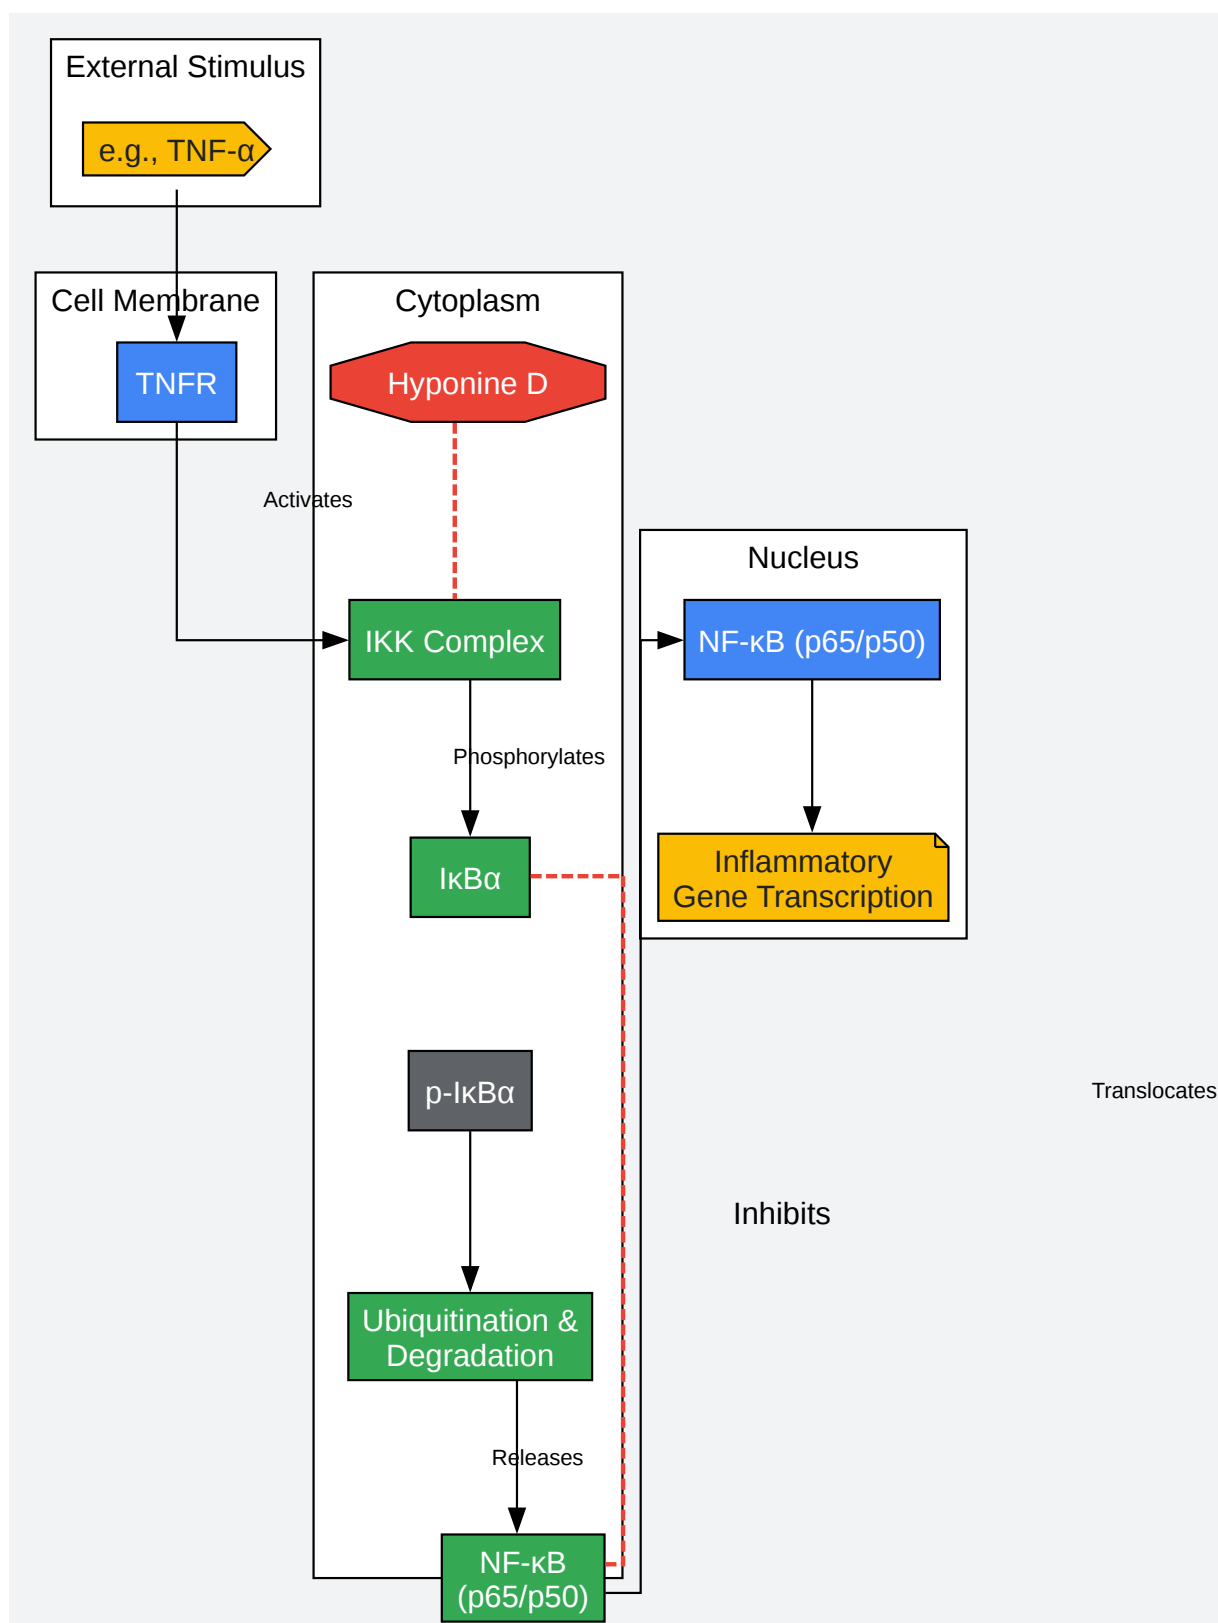 External Stimulus
e.g., TNF-α
Cell Membrane
TNFR
Cytoplasm
Hyponine D
Activates
Nucleus
IKK Complex
NF-κB (p65/p50)
Phosphorylates
IκBα
Inflammatory
Gene Transcription
p-IκBα
Translocates
Inhibits
Ubiquitination &
Degradation
Releases
NF-κB
(p65/p50)